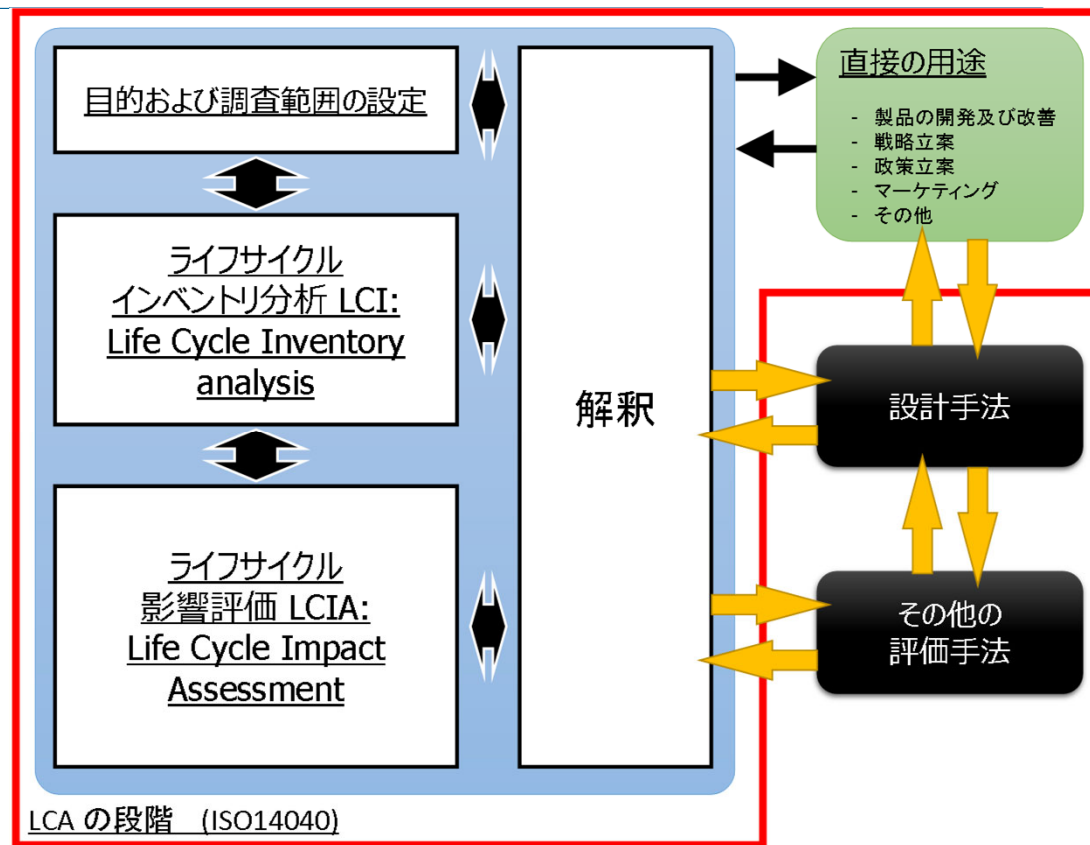 目的および調査範囲の設定
ライフサイクル
インベントリ分析 LCI:
Life Cycle Inventory
analysis
ライフサイクル
影響評価 LCIA:
Life Cycle Impact
Assessment
解釈
直接の用途
- 製品の開発及び改善
- 戦略立案
- 政策立案
- マーケティング
- その他
設計手法
その他の
評価手法
LCA の段階 (ISO14040)